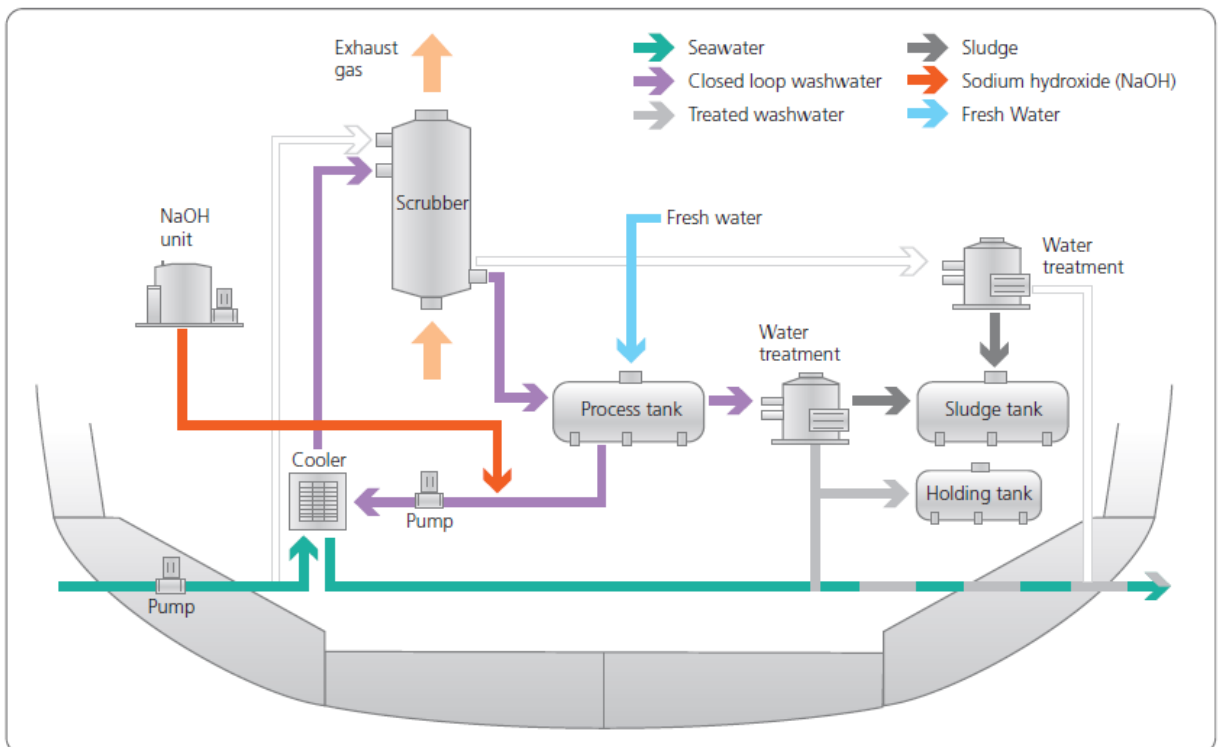 Exhaust
gas
Seawater
Closed loop washwater
Treated washwater
Sludge
Sodium hydroxide (NaOH)
Fresh Water
Scrubber
NaOH
unit
Fresh water
Water
treatment
Water
treatment
Process tank
Sludge tank
Cooler
Holding tank
Pump
Pump